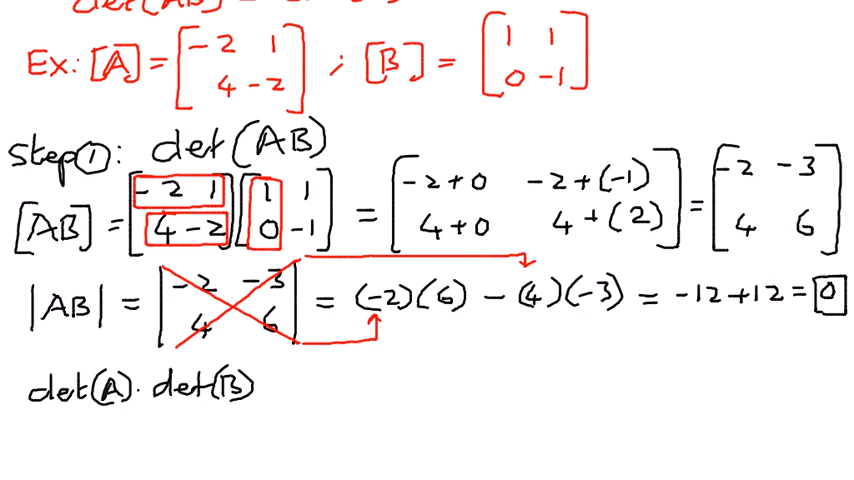 Ex: [A] = [-2 1 4 -2] ; [B] = [1 1 0 -1]
Step ①: det(AB)
[AB] = [-2 1 4 -2] [1 1 0 -1] = [-2+0 -2+(-1) 4+0 4+(2)] = [-2 -3 4 6]
|AB| = |-2 -3 4 6| = (-2)(6) - (4)(-3) = -12+12 = 0
det(A). det(B)